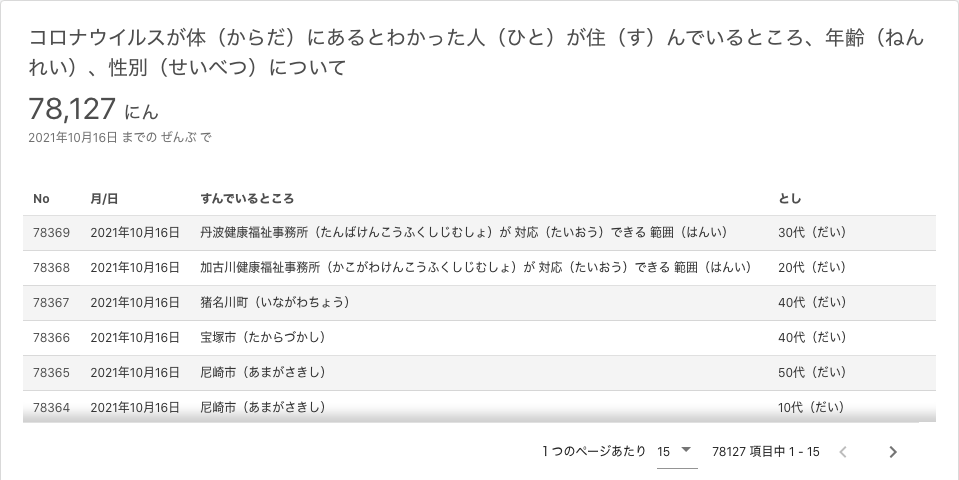 コロナウイルスが体（からだ）にあるとわかった人（ひと）が住（す）んでいるところ、年齢（ねん
れい）、性別（せいべつ）について
78,127 にん
2021年10月16日 までの ぜんぶ で
No 月/日 すんでいるところ とし
78369 2021年10月16日 丹波健康福祉事務所（たんばけんこうふくしじむしょ）が 対応（たいおう）できる 範囲（はんい） 30代（だい）
78368 2021年10月16日 加古川健康福祉事務所（かこがわけんこうふくしじむしょ）が 対応（たいおう）できる 範囲（はんい） 20代（だい）
78367 2021年10月16日 猪名川町（いながわちょう） 40代（だい）
78366 2021年10月16日 宝塚市（たからづかし） 40代（だい）
78365 2021年10月16日 尼崎市（あまがさきし） 50代（だい）
78364 2021年10月16日 尼崎市（あまがさきし） 10代（だい）
1 つのページあたり 15 78127 項目中 1 - 15